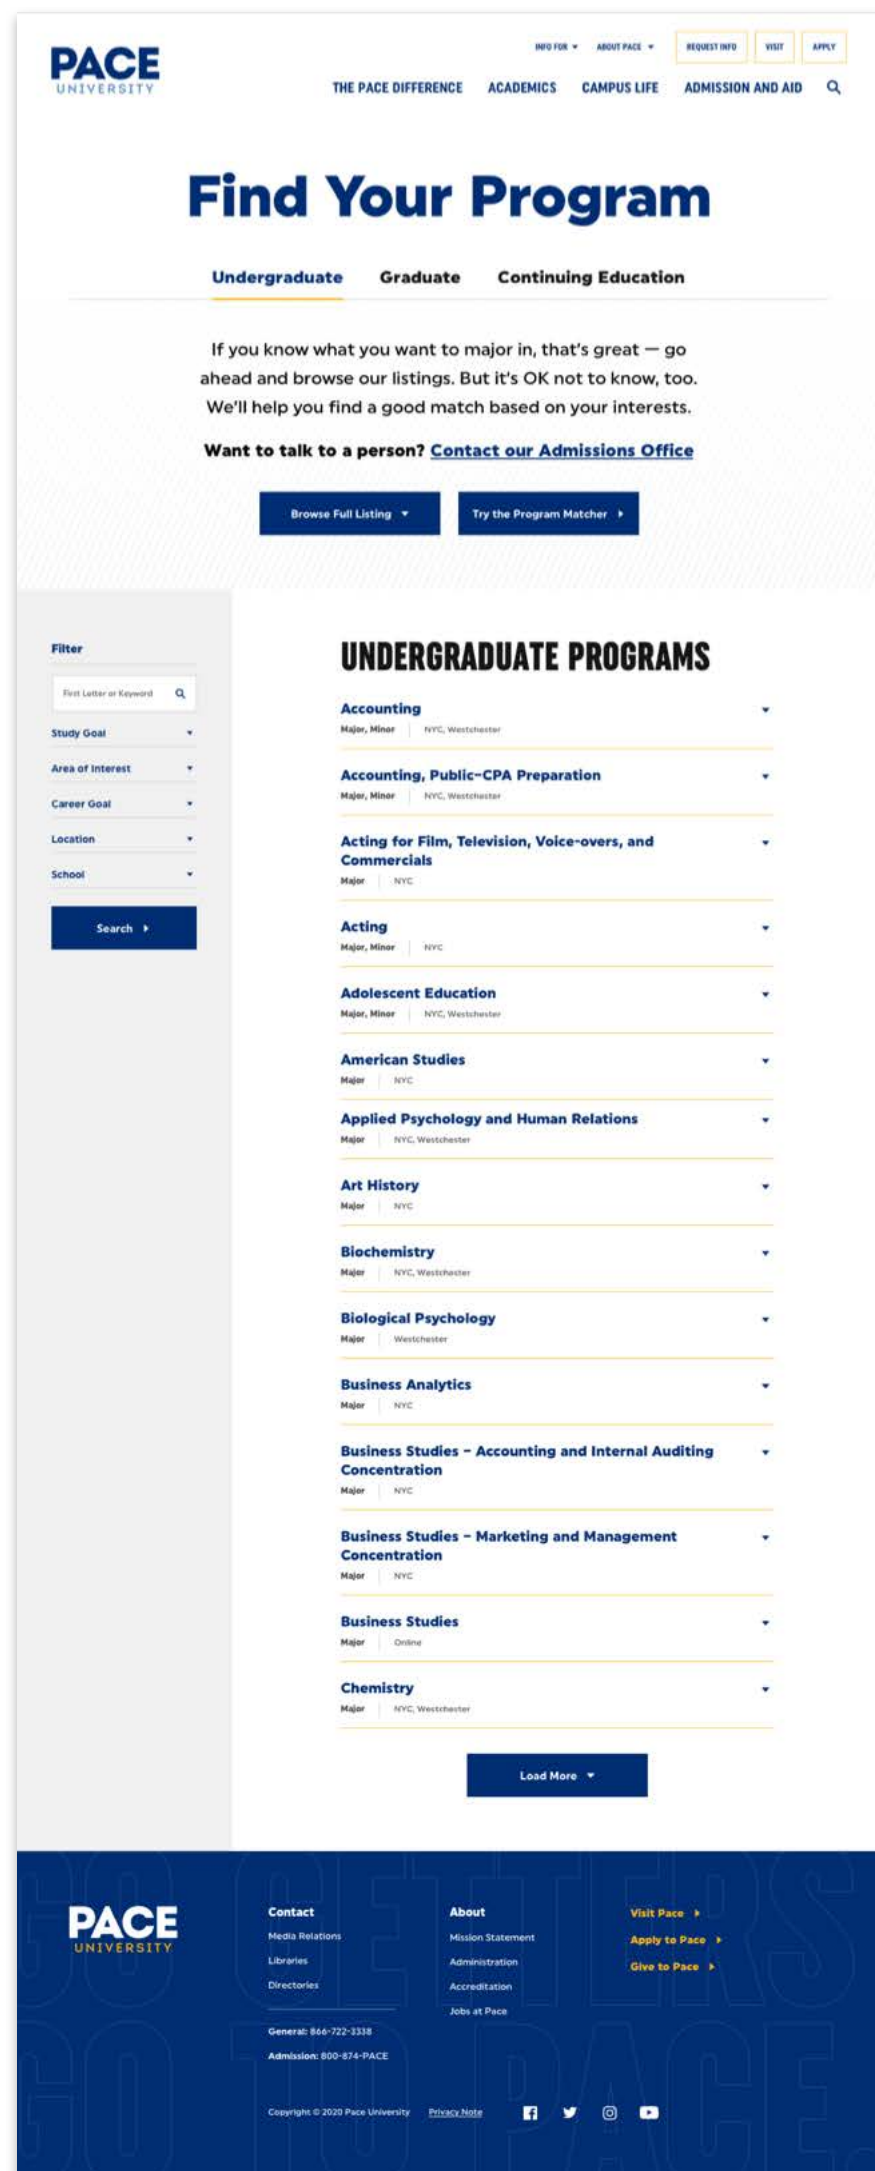 PACE
UNIVERSITY
INFO FOR
ABOUT PACE
REQUEST INFO
VISIT
APPLY
THE PACE DIFFERENCE
ACADEMICS
CAMPUS LIFE
ADMISSION AND AID
Find Your Program
Undergraduate
Graduate
Continuing Education
If you know what you want to major in, that's great — go
ahead and browse our listings. But it's OK not to know, too.
We'll help you find a good match based on your interests.
Want to talk to a person? Contact our Admissions Office
Browse Full Listing
Try the Program Matcher
Filter
First Letter or Keyword
Study Goal
Area of Interest
Career Goal
Location
School
Search
UNDERGRADUATE PROGRAMS
Accounting
Major, Minor NYC, Westchester
Accounting, Public-CPA Preparation
Major, Minor NYC, Westchester
Acting for Film, Television, Voice-overs, and
Commercials
Major NYC
Acting
Major, Minor NYC
Adolescent Education
Major, Minor NYC, Westchester
American Studies
Major NYC
Applied Psychology and Human Relations
Major NYC, Westchester
Art History
Major NYC
Biochemistry
Major NYC, Westchester
Biological Psychology
Major Westchester
Business Analytics
Major NYC
Business Studies – Accounting and Internal Auditing
Concentration
Major NYC
Business Studies – Marketing and Management
Concentration
Major NYC
Business Studies
Major Online
Chemistry
Major NYC, Westchester
Load More
GO GETTERS
GO TO PACE.
PACE
UNIVERSITY
Contact
Media Relations
Libraries
Directories
General: 866-722-3338
Admission: 800-874-PACE
About
Mission Statement
Administration
Accreditation
Jobs at Pace
Visit Pace
Apply to Pace
Give to Pace
Copyright © 2020 Pace University
Privacy Note